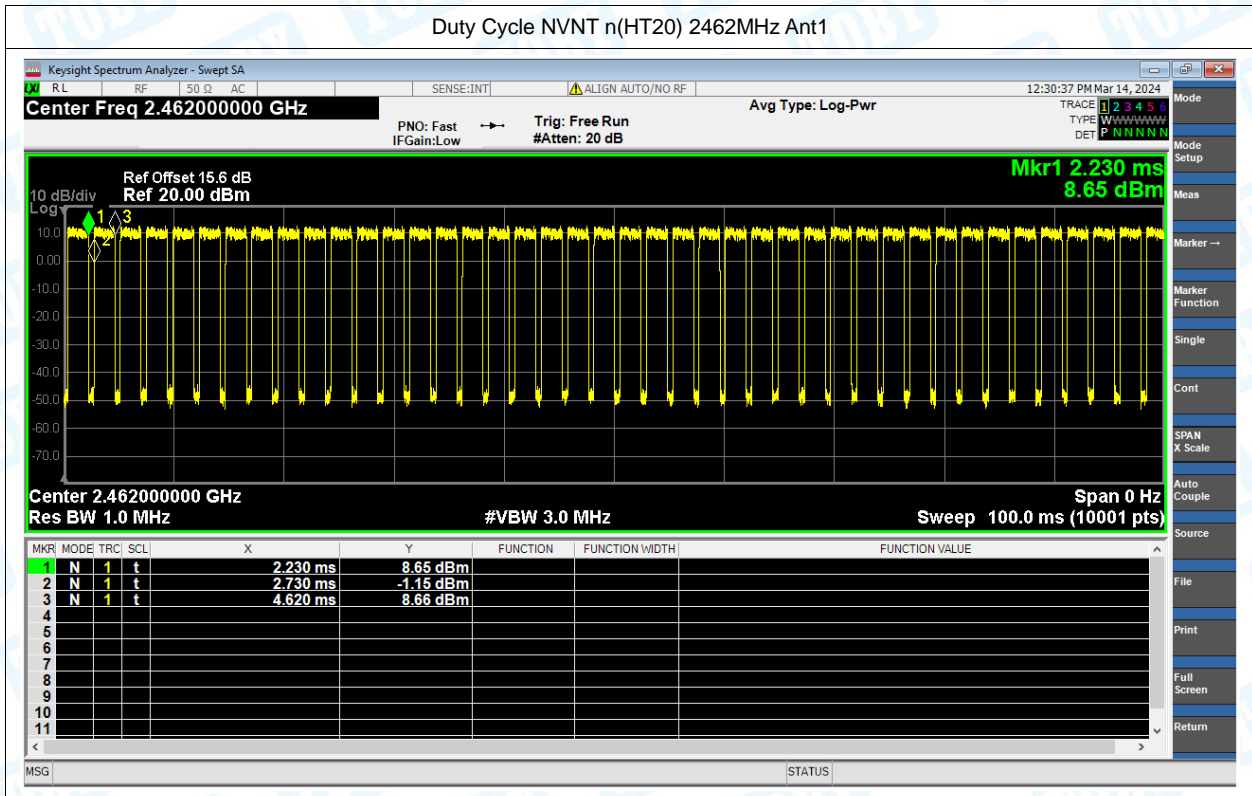 Duty Cycle NVNT n(HT20) 2462MHz Ant1
Keysight Spectrum Analyzer - Swept SA
LXI RL RF 50 Ω AC SENSE:INT ALIGN AUTO/NO RF 12:30:37 PM Mar 14, 2024
Center Freq 2.462000000 GHz
PNO: Fast
IFGain:Low
Trig: Free Run
#Atten: 20 dB
Avg Type: Log-Pwr
TRACE 1 2 3 4 5 6
TYPE WWWWWWW
DET P N N N N N
Mkr1 2.230 ms
8.65 dBm
Ref Offset 15.6 dB
10 dB/div Ref 20.00 dBm
Log
1 3
2
10.0
0.00
-10.0
-20.0
-30.0
-40.0
-50.0
-60.0
-70.0
Center 2.462000000 GHz Span 0 Hz
Res BW 1.0 MHz #VBW 3.0 MHz Sweep 100.0 ms (10001 pts)
MKR MODE TRC SCL X Y FUNCTION FUNCTION WIDTH FUNCTION VALUE
1 N 1 t 2.230 ms 8.65 dBm
2 N 1 t 2.730 ms -1.15 dBm
3 N 1 t 4.620 ms 8.66 dBm
4
5
6
7
8
9
10
11
MSG STATUS
Mode
Mode
Setup
Meas
Marker →
Marker
Function
Single
Cont
SPAN
X Scale
Auto
Couple
Source
File
Print
Full
Screen
Return
TOBY